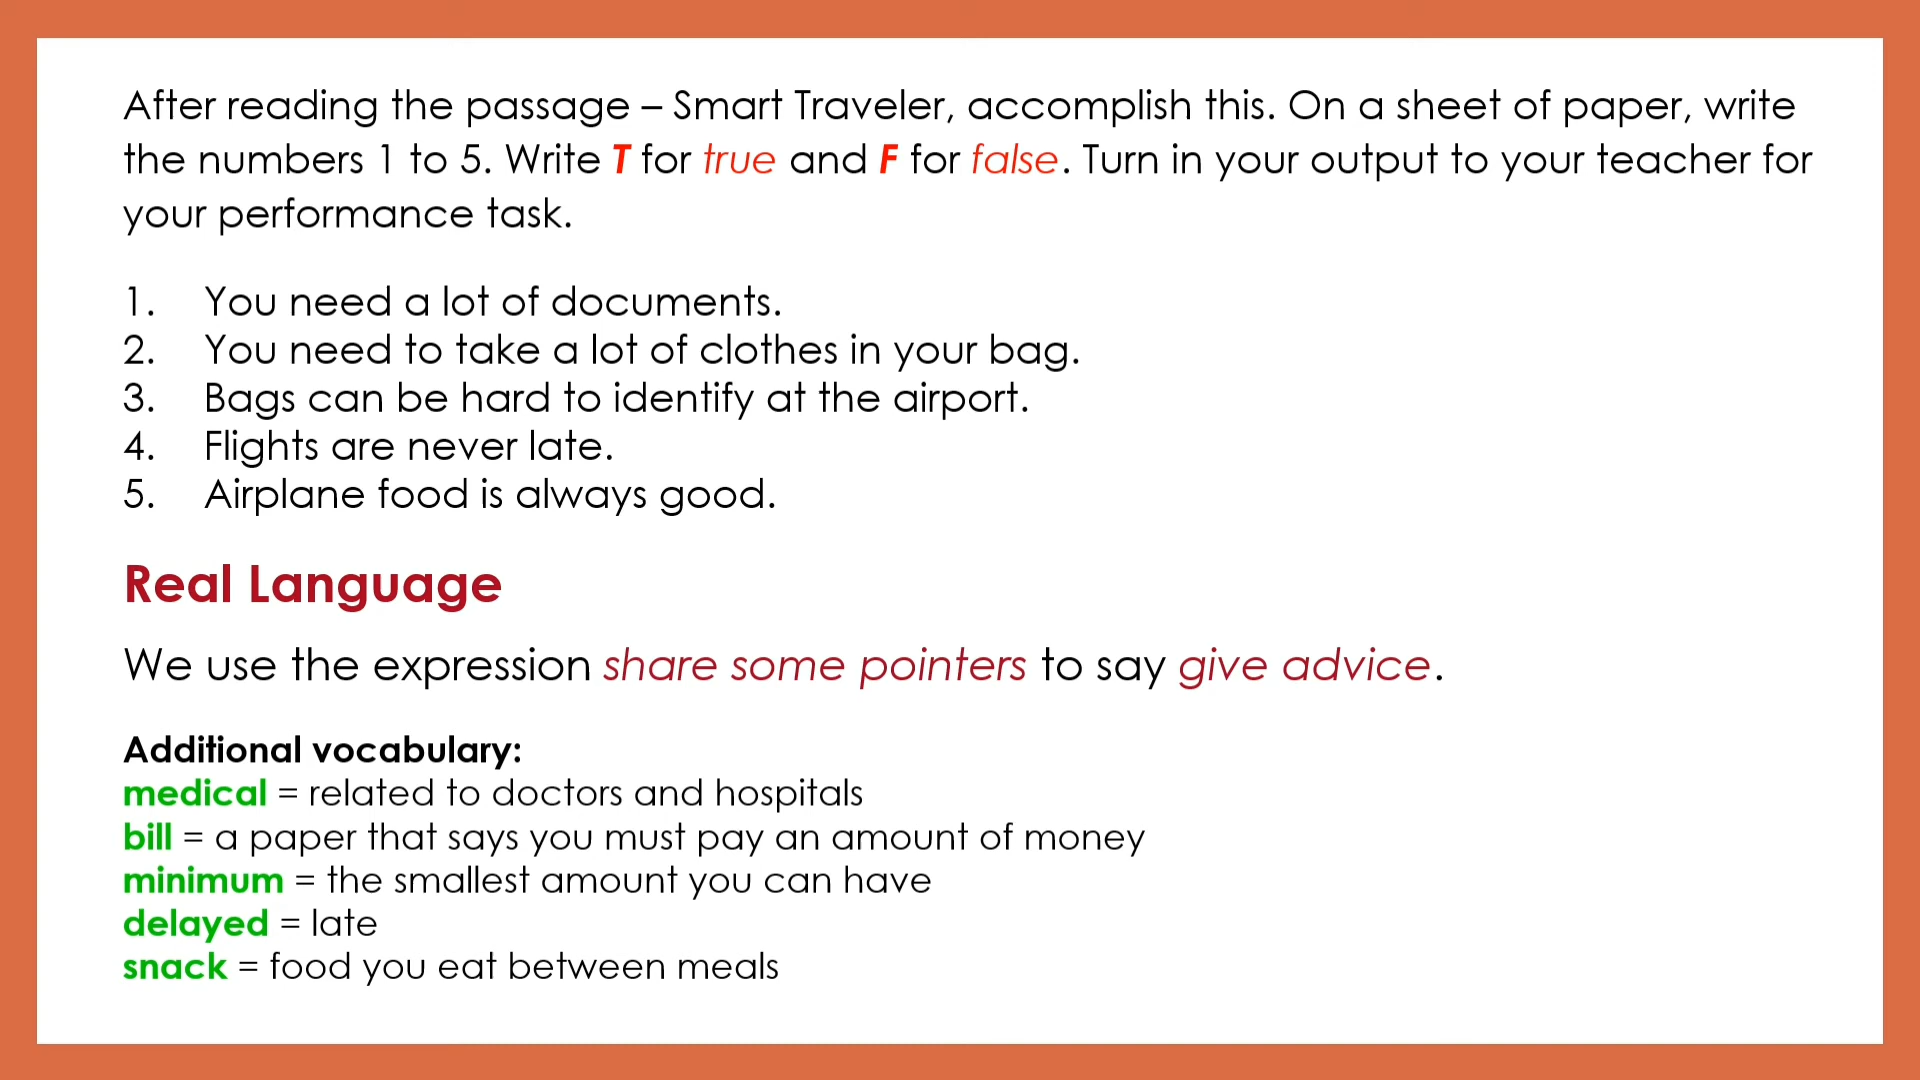 After reading the passage – Smart Traveler, accomplish this. On a sheet of paper, write
the numbers 1 to 5. Write T for true and F for false. Turn in your output to your teacher for
your performance task.
1. You need a lot of documents.
2. You need to take a lot of clothes in your bag.
3. Bags can be hard to identify at the airport.
4. Flights are never late.
5. Airplane food is always good.
Real Language
We use the expression share some pointers to say give advice.
Additional vocabulary:
medical = related to doctors and hospitals
bill = a paper that says you must pay an amount of money
minimum = the smallest amount you can have
delayed = late
snack = food you eat between meals